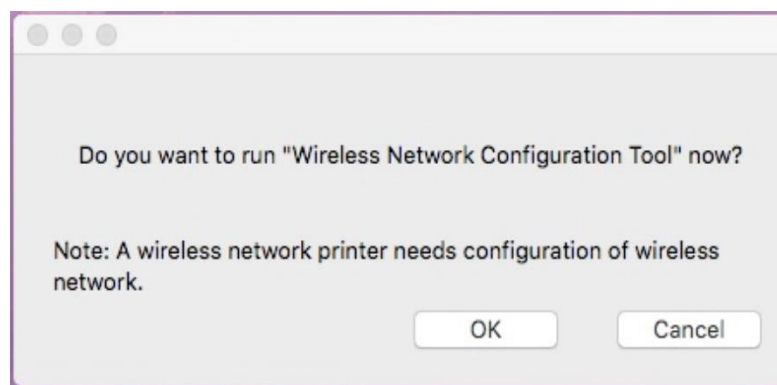 Do you want to run "Wireless Network Configuration Tool" now?
Note: A wireless network printer needs configuration of wireless
network.
OK Cancel